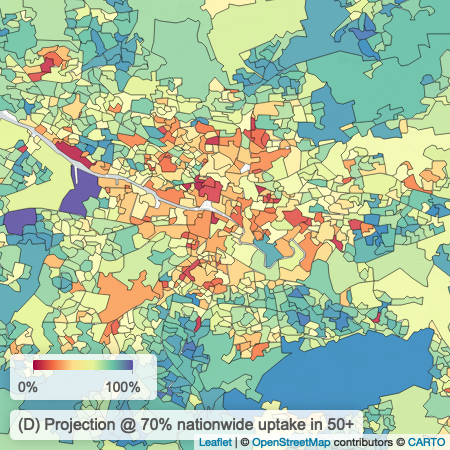 0% 100%
(D) Projection @ 70% nationwide uptake in 50+
Leaflet | © OpenStreetMap contributors © CARTO